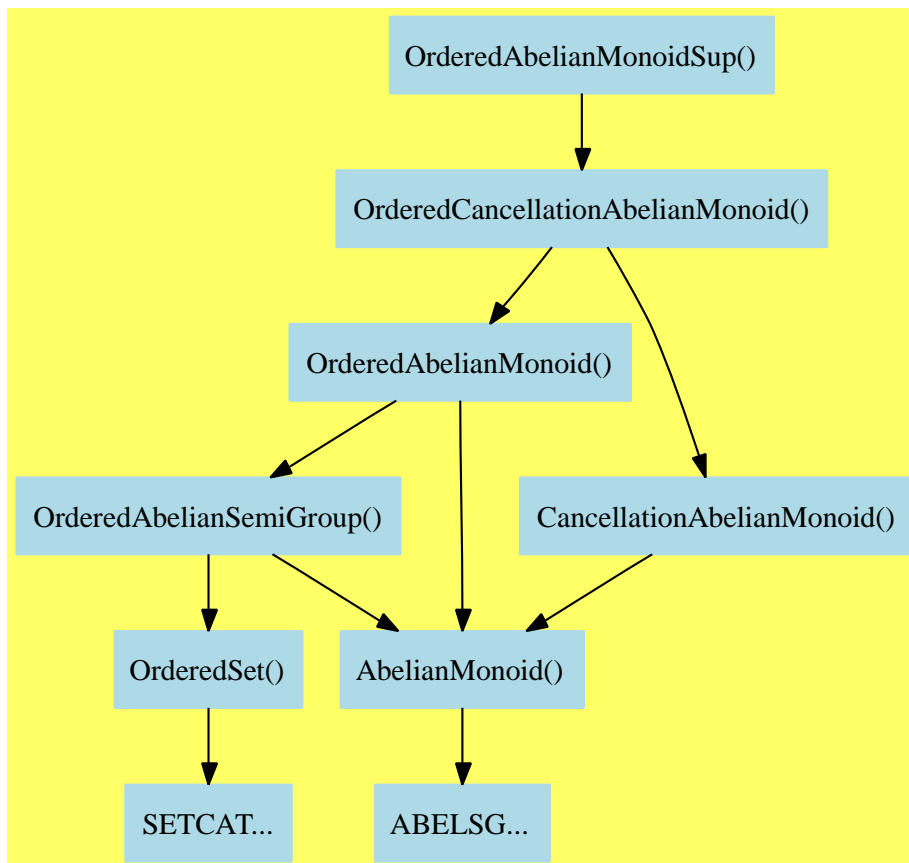 OrderedAbelianMonoidSup()
OrderedCancellationAbelianMonoid()
OrderedAbelianMonoid()
OrderedAbelianSemiGroup()
CancellationAbelianMonoid()
OrderedSet()
AbelianMonoid()
SETCAT...
ABELSG...